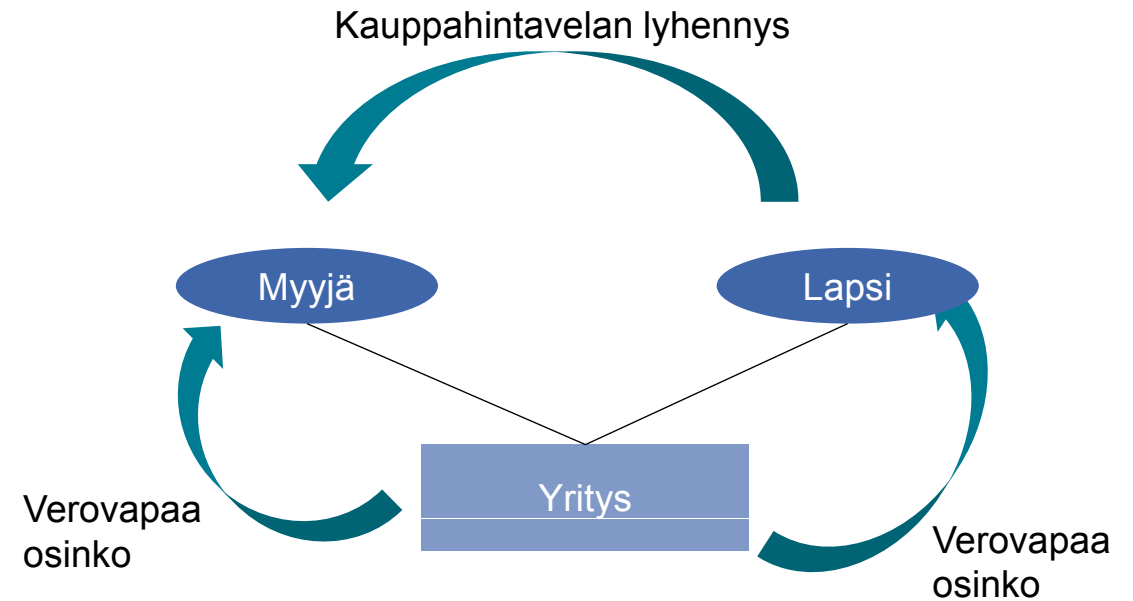 Kauppahintavelan lyhennys
Myyjä
Lapsi
Yritys
Verovapaa
osinko
Verovapaa
osinko